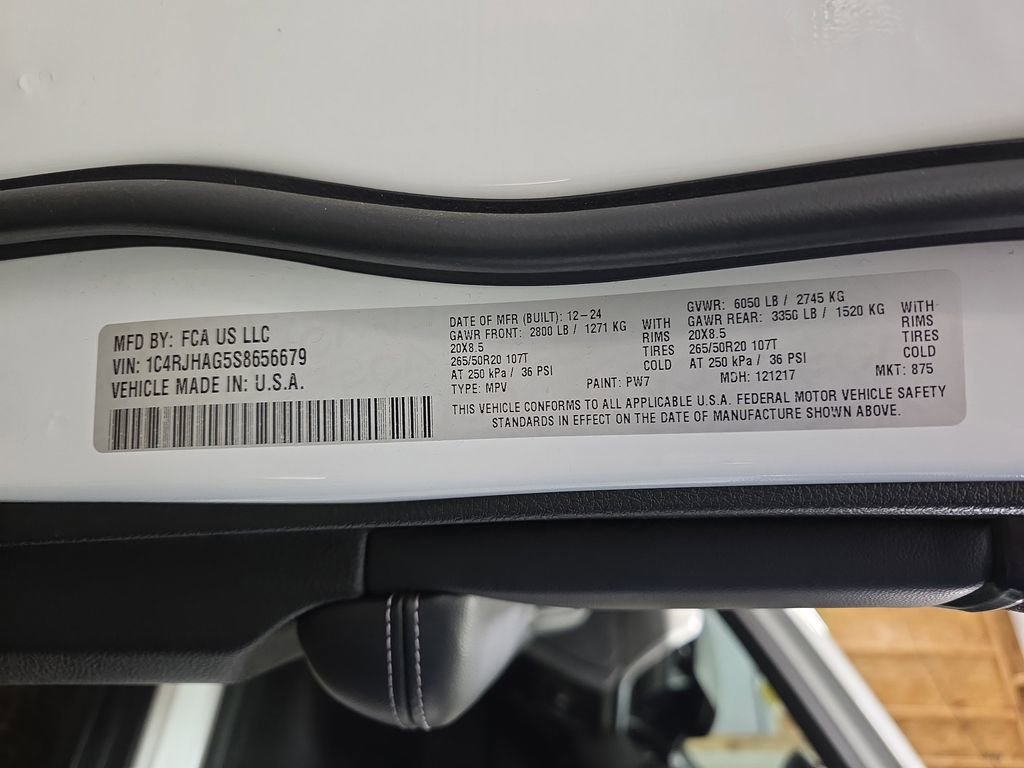 MFD BY: FCA US LLC
VIN: 1C4RJHAG5S8656679
VEHICLE MADE IN: U.S.A.
DATE OF MFR (BUILT): 12-24
GAWR FRONT: 2800 LB / 1271 KG WITH
20X8.5 RIMS
265/50R20 107T TIRES
AT 250 kPa / 36 PSI COLD
TYPE: MPV PAINT: PW7
GVWR: 6050 LB / 2745 KG
GAWR REAR: 3350 LB / 1520 KG WITH
20X8.5 RIMS
265/50R20 107T TIRES
AT 250 kPa / 36 PSI COLD
MDH: 121217 MKT: 875
THIS VEHICLE CONFORMS TO ALL APPLICABLE U.S.A. FEDERAL MOTOR VEHICLE SAFETY
STANDARDS IN EFFECT ON THE DATE OF MANUFACTURE SHOWN ABOVE.